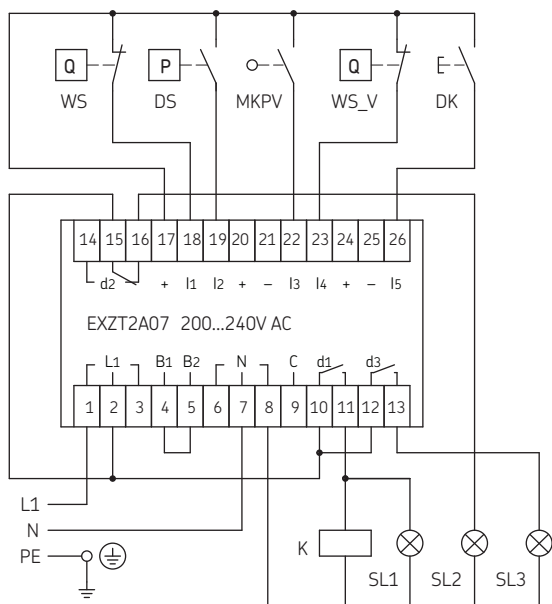 Q P Q E
WS DS MKPV WS_V DK
14 15 16 17 18 19 20 21 22 23 24 25 26
d2 + I1 I2 + − I3 I4 + − I5
EXZT2A07 200...240V AC
L1 B1 B2 N C d1 d3
1 2 3 4 5 6 7 8 9 10 11 12 13
L1
N
PE
K SL1 SL2 SL3